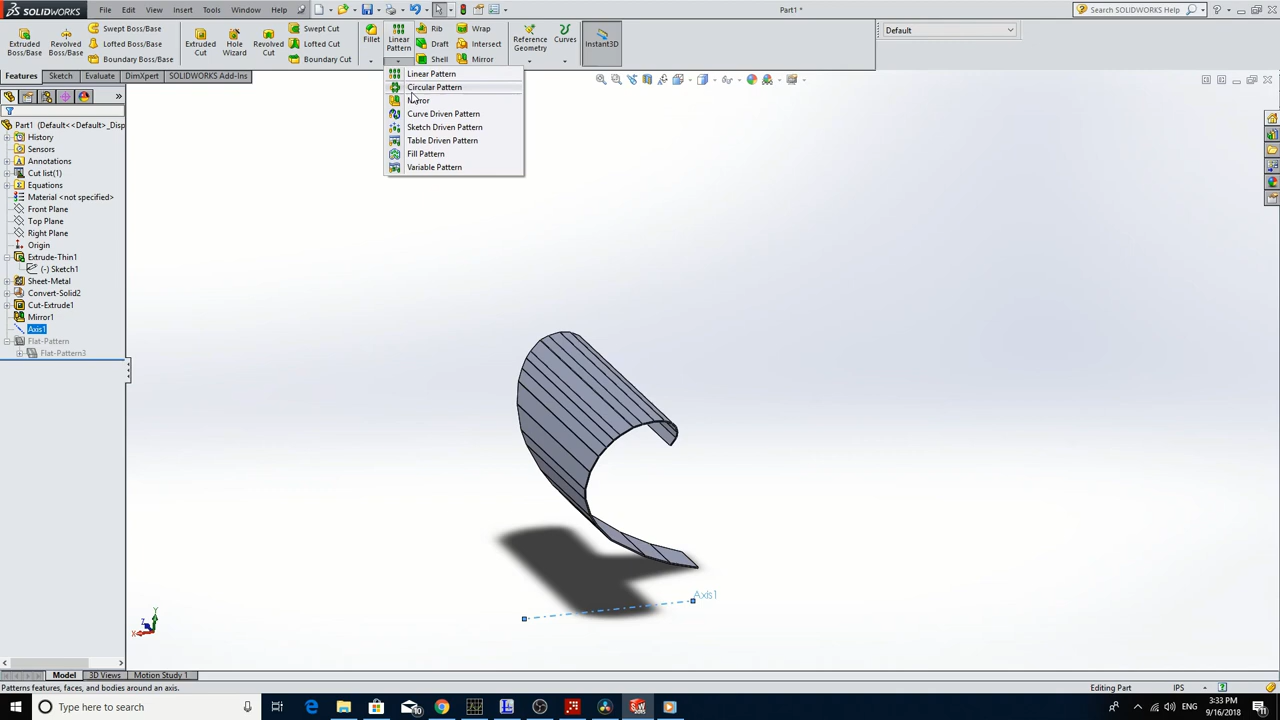 SOLIDWORKS File Edit View Insert Tools Window Help Part1 * Search SOLIDWORKS Help
Extruded Boss/Base Revolved Boss/Base Swept Boss/Base Lofted Boss/Base Boundary Boss/Base Extruded Cut Hole Wizard Revolved Cut Swept Cut Lofted Cut Boundary Cut Fillet Linear Pattern Rib Draft Shell Wrap Intersect Mirror Reference Geometry Curves Instant3D Default
Features Sketch Evaluate DimXpert SOLIDWORKS Add-Ins
Linear Pattern
Circular Pattern
Mirror
Curve Driven Pattern
Sketch Driven Pattern
Table Driven Pattern
Fill Pattern
Variable Pattern
Part1 (Default<<Default>_Disp
History
Sensors
Annotations
Cut list(1)
Equations
Material <not specified>
Front Plane
Top Plane
Right Plane
Origin
Extrude-Thin1
(-) Sketch1
Sheet-Metal
Convert-Solid2
Cut-Extrude1
Mirror1
Axis1
Flat-Pattern
Flat-Pattern3
Axis1
Y
Z
X
Model 3D Views Motion Study 1
Patterns features, faces, and bodies around an axis. Editing Part IPS
Type here to search ENG 3:33 PM
9/16/2018